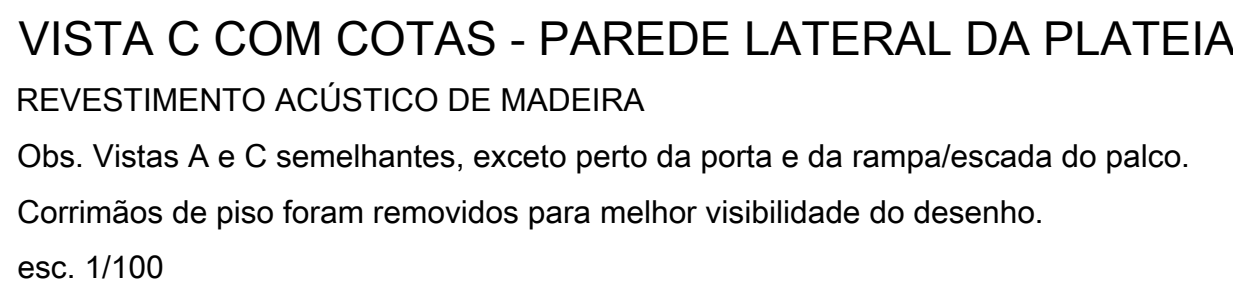 VISTA C COM COTAS - PAREDE LATERAL DA PLATEIA
REVESTIMENTO ACÚSTICO DE MADEIRA
Obs. Vistas A e C semelhantes, exceto perto da porta e da rampa/escada do palco.
Corrimãos de piso foram removidos para melhor visibilidade do desenho.
esc. 1/100